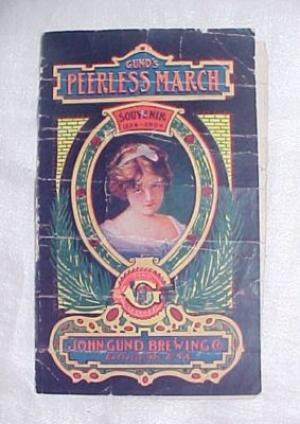 GUND'S
PEERLESS MARCH
SOUVENIR
JOHN GUND BREWING Co
U.S.A.